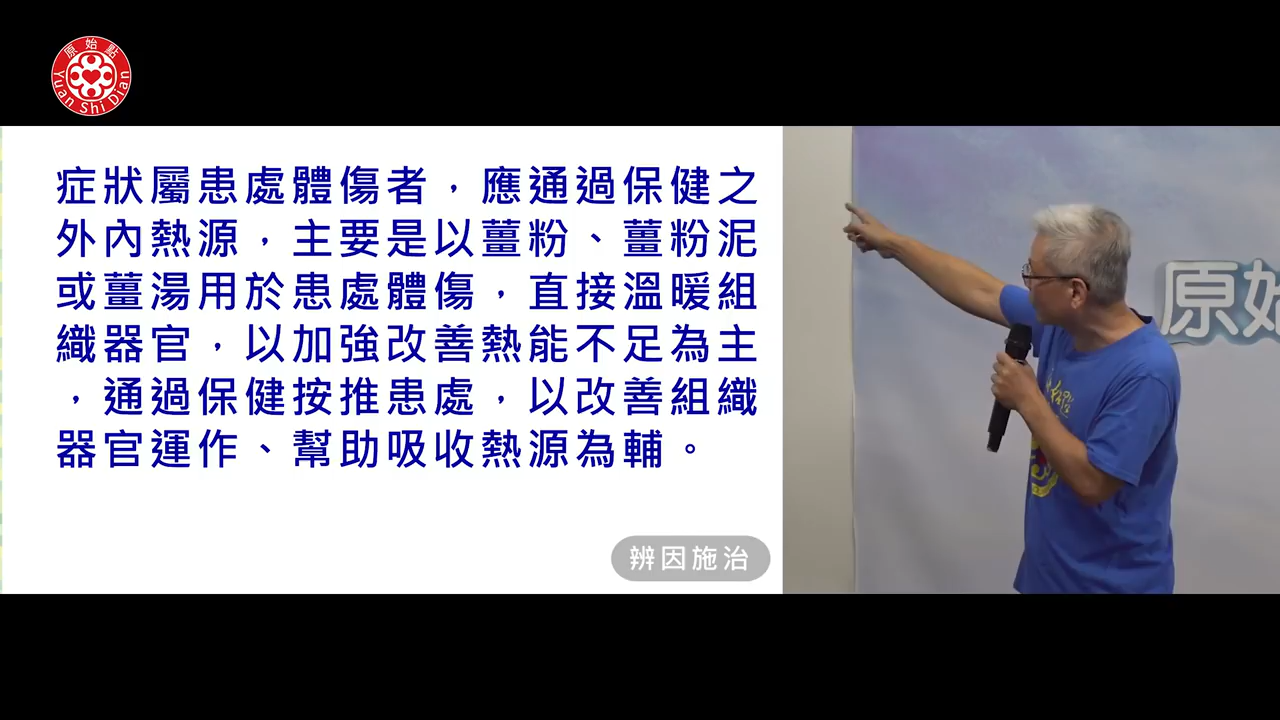 原始點
Yuan Shi Dian
症狀屬患處體傷者，應通過保健之
外內熱源，主要是以薑粉、薑粉泥
或薑湯用於患處體傷，直接溫暖組
織器官，以加強改善熱能不足為主
，通過保健按推患處，以改善組織
器官運作、幫助吸收熱源為輔。
辨因施治
原始